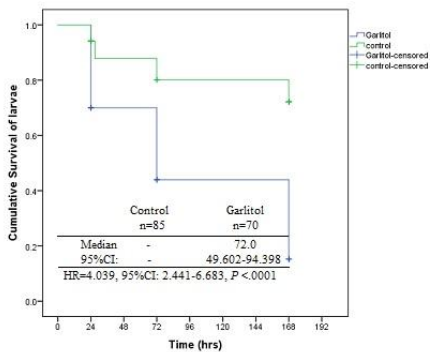 Garlitol
control
Garlitol-censored
control-censored
Cumulative Survival of larvae
1.0
0.8
0.6
0.4
0.2
0.0
Control Garlitol
n=85 n=70
Median - 72.0
95%CI: - 49.602-94.398
HR=4.039, 95%CI: 2.441-6.683, P <.0001
0 24 48 72 96 120 144 168 192
Time (hrs)